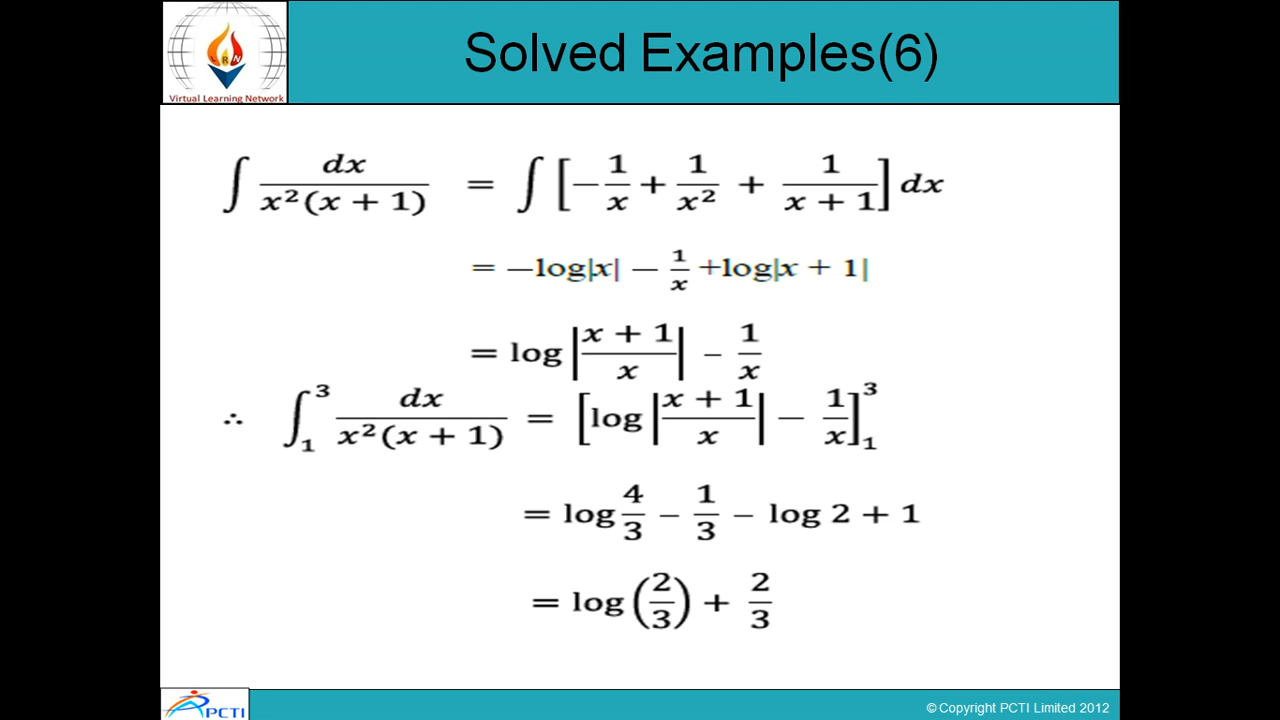 Solved Examples(6)
LRN
Virtual Learning Network
∫ dx / x²(x + 1) = ∫ [−1/x + 1/x² + 1/(x + 1)] dx
= −log|x| − 1/x +log|x + 1|
= log |(x + 1)/x| – 1/x
∴ ∫₁³ dx / x²(x + 1) = [log |(x + 1)/x| − 1/x]₁³
= log 4/3 − 1/3 − log 2 + 1
= log (2/3) + 2/3
PCTI
© Copyright PCTI Limited 2012